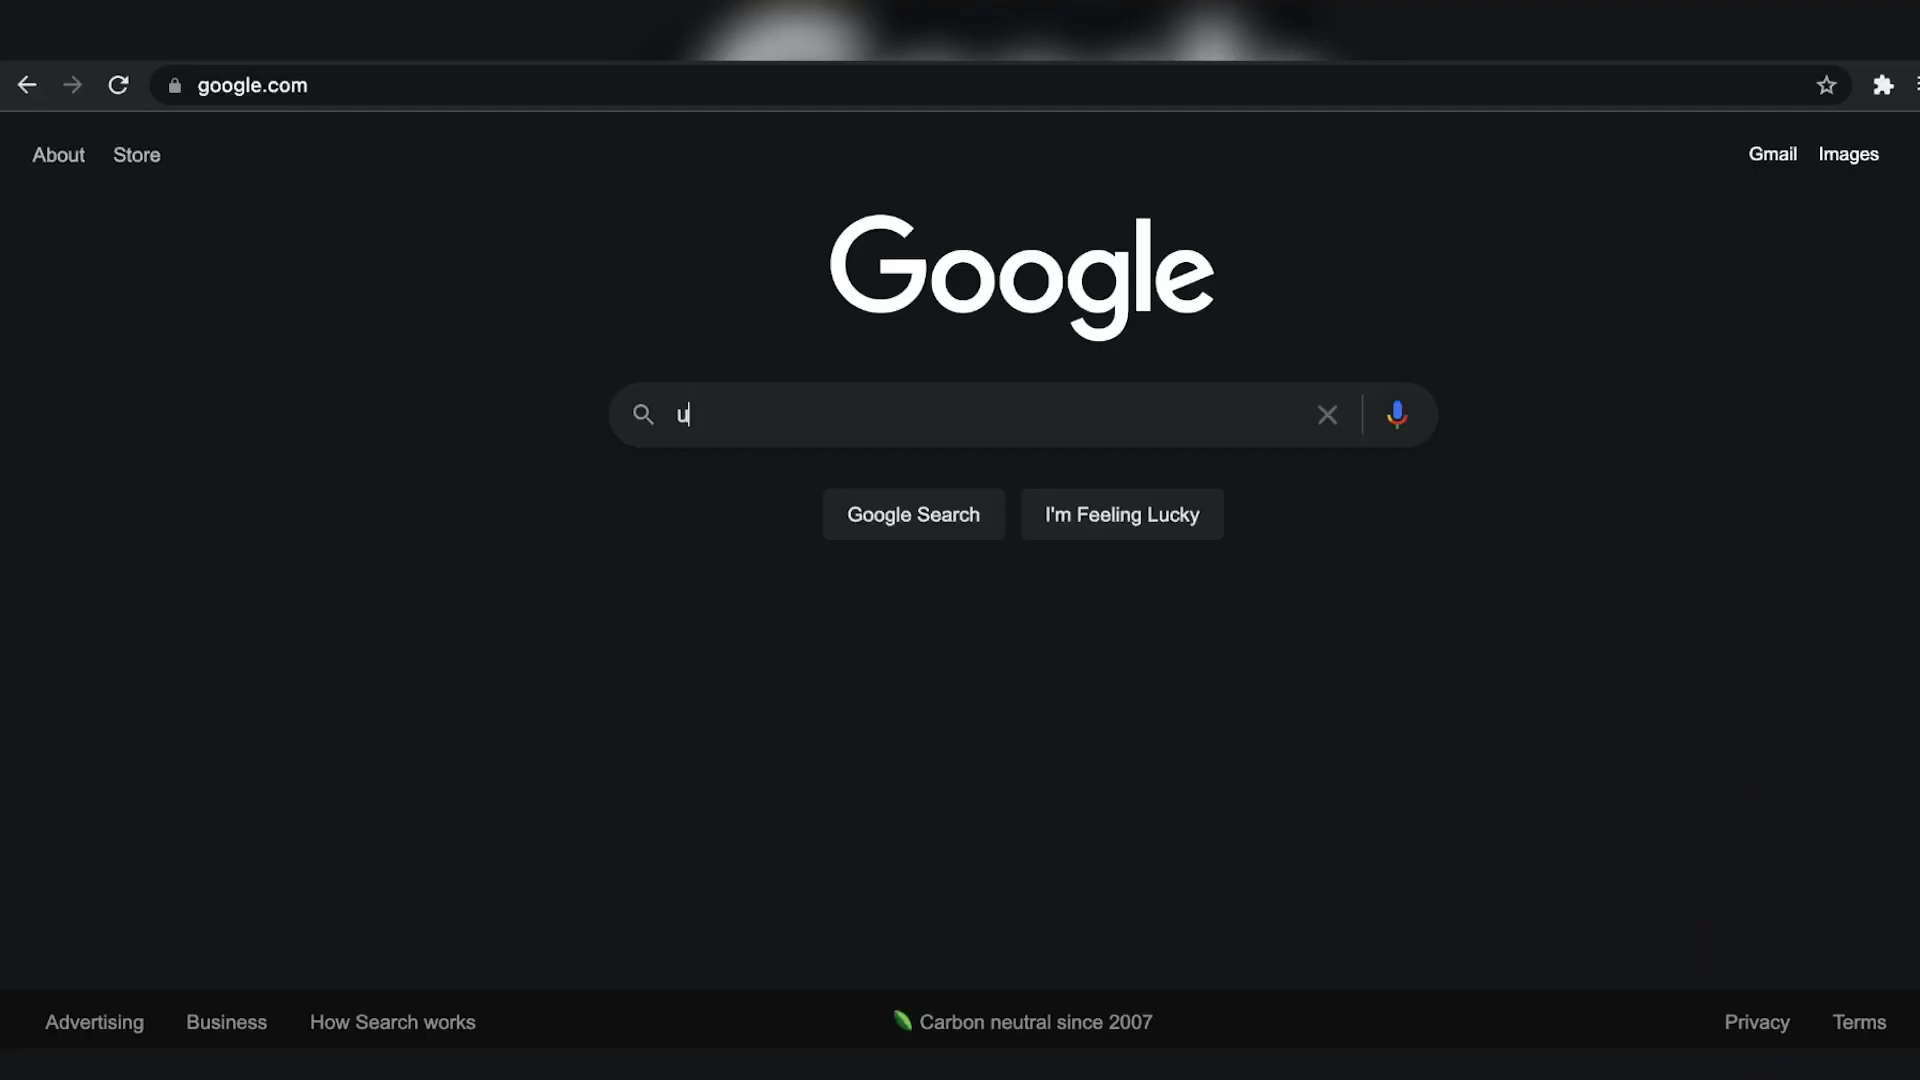 google.com
About Store
Gmail Images
Google
u
Google Search I'm Feeling Lucky
Advertising Business How Search works
Carbon neutral since 2007
Privacy Terms